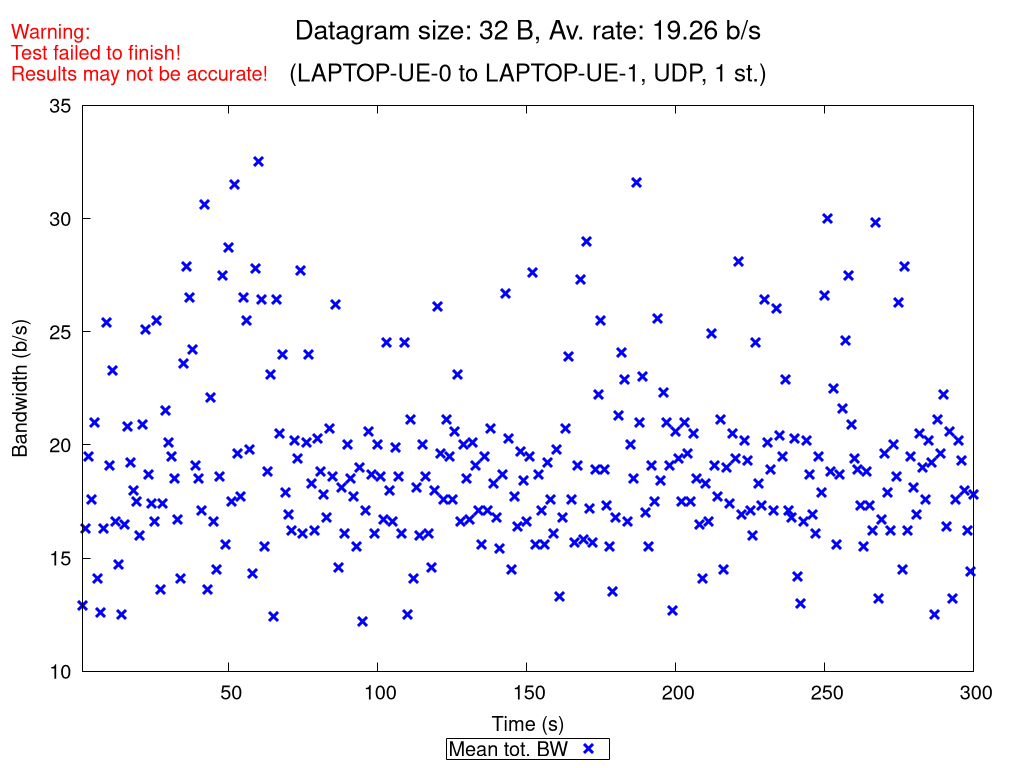 Warning:
Test failed to finish!
Results may not be accurate!
Datagram size: 32 B, Av. rate: 19.26 b/s
(LAPTOP-UE-0 to LAPTOP-UE-1, UDP, 1 st.)
35
30
25
20
15
10
Bandwidth (b/s)
50
100
150
200
250
300
Time (s)
Mean tot. BW